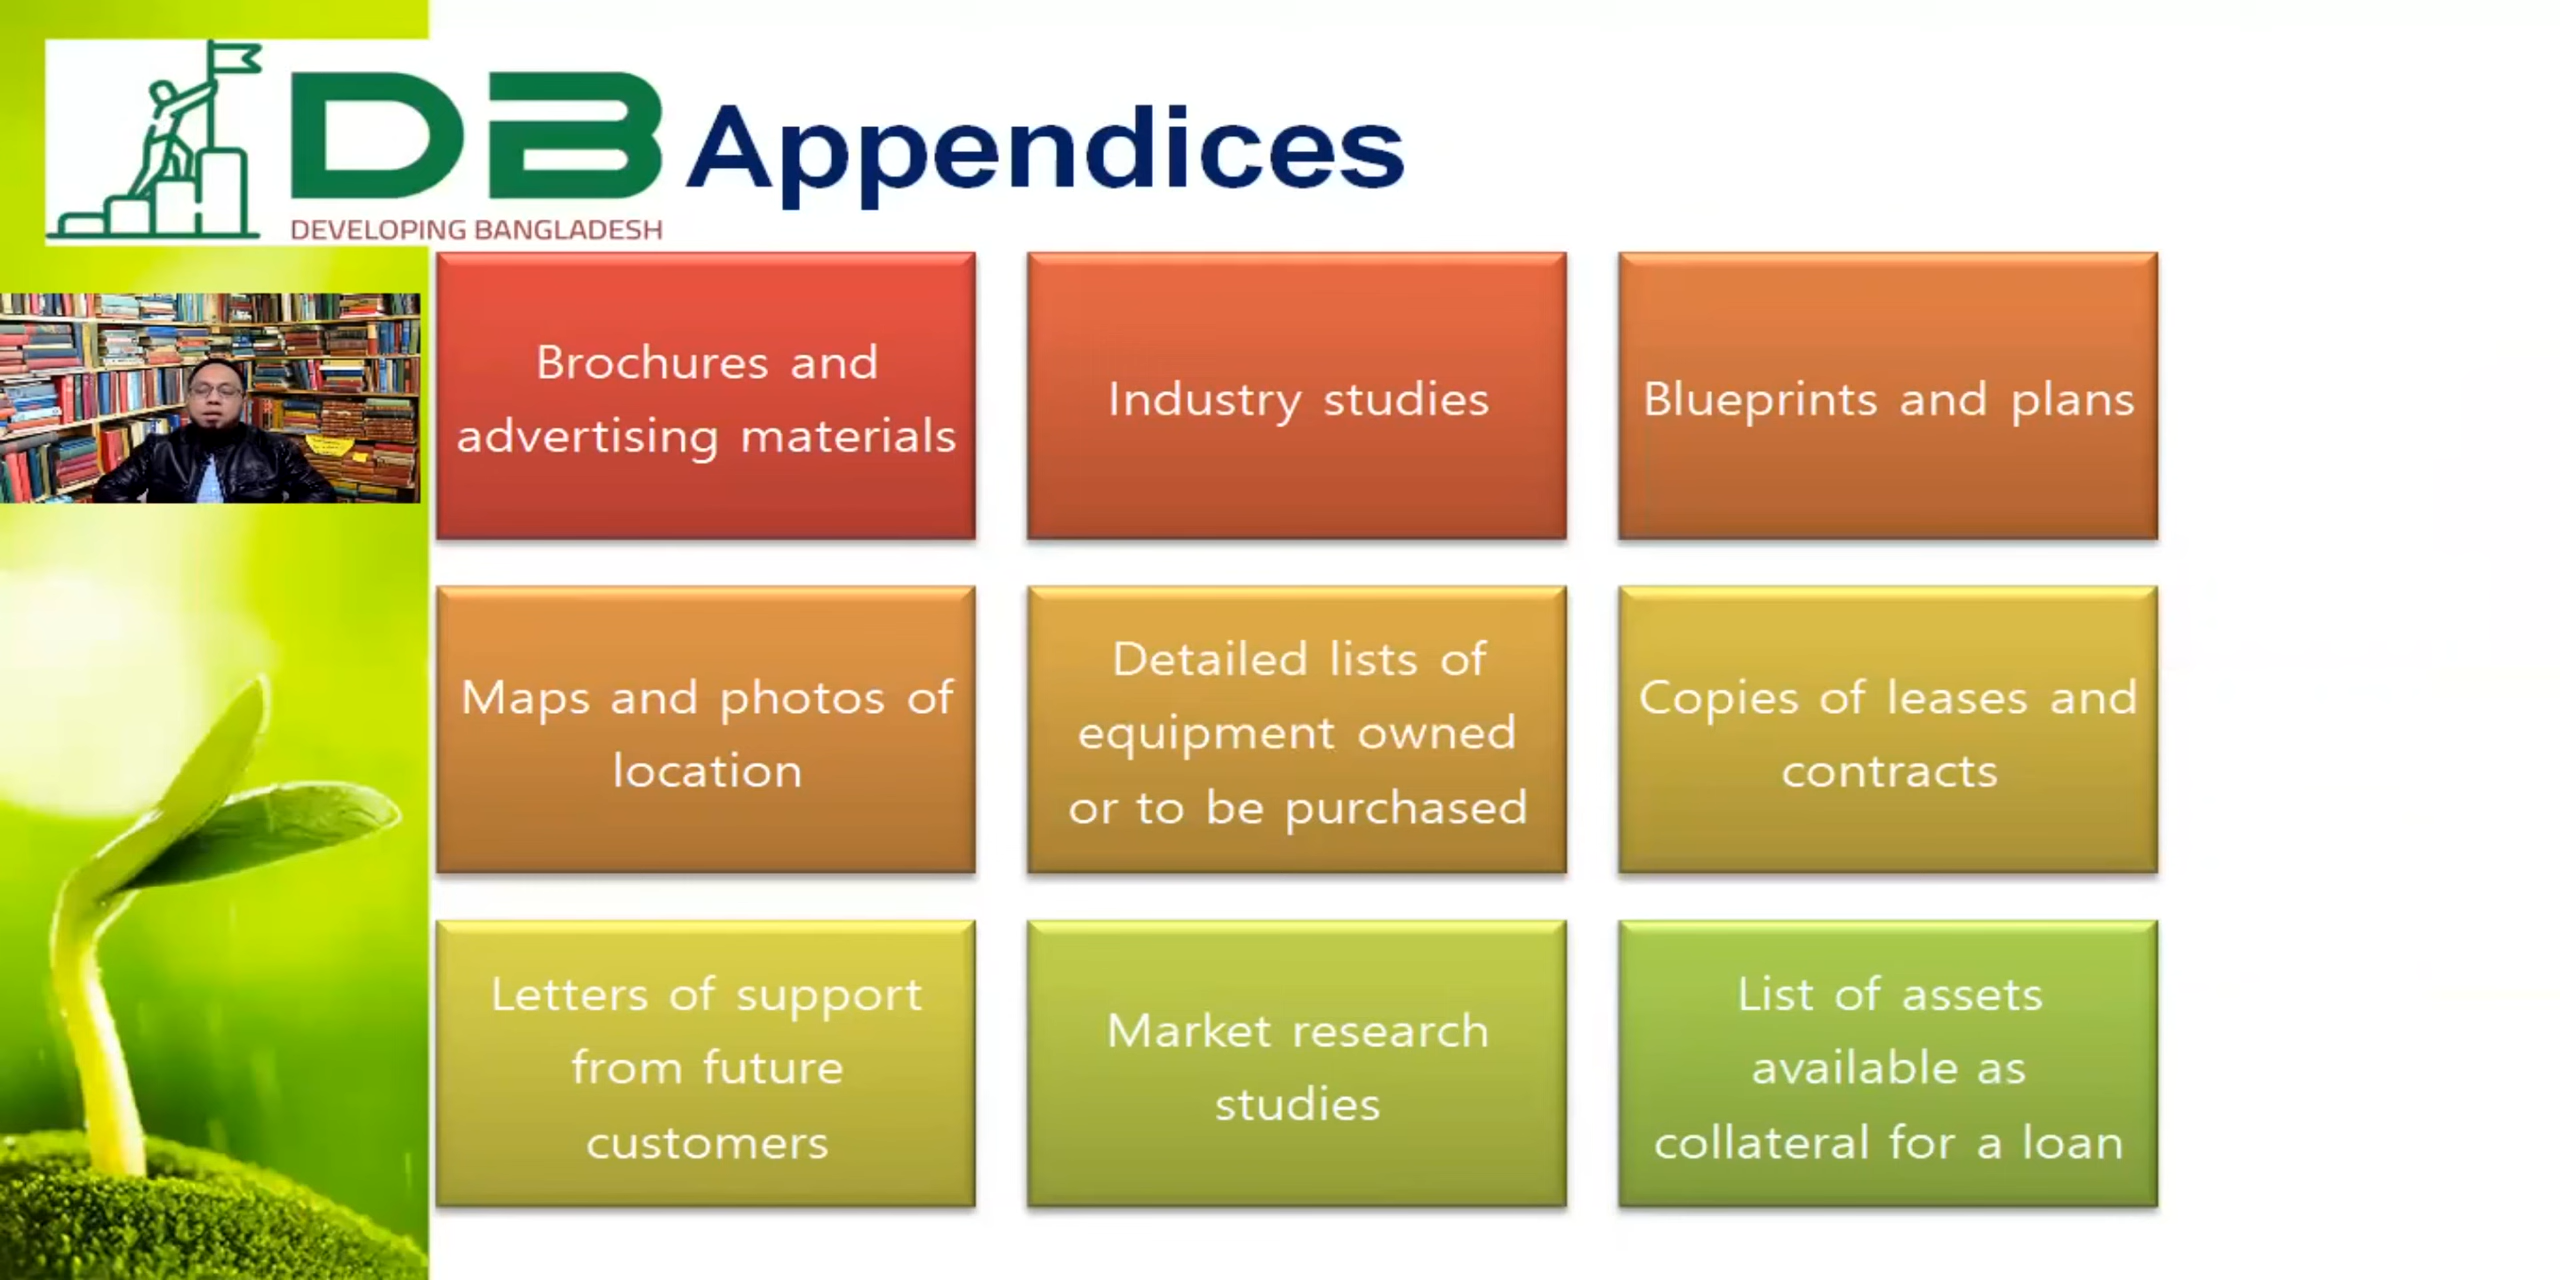 DB
DEVELOPING BANGLADESH
Appendices
Brochures and
advertising materials
Industry studies
Blueprints and plans
Maps and photos of
location
Detailed lists of
equipment owned
or to be purchased
Copies of leases and
contracts
Letters of support
from future
customers
Market research
studies
List of assets
available as
collateral for a loan